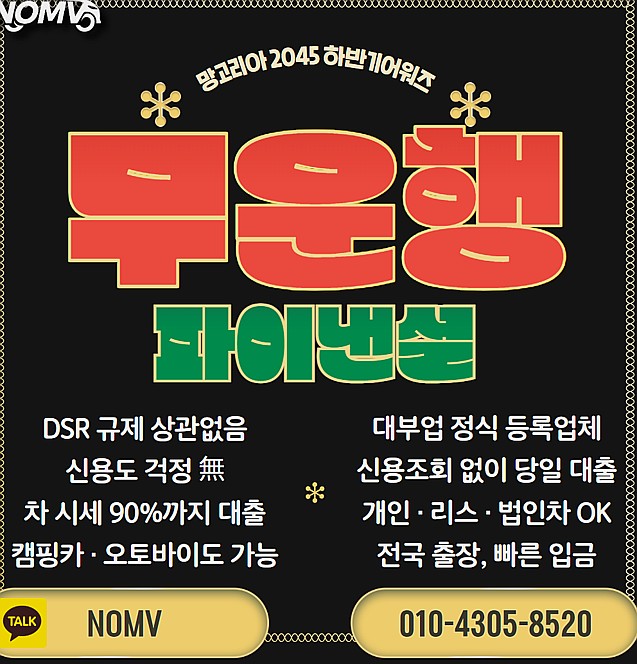 NOMV
망고리아 2045 하반기어워즈
무운행
파이낸셜
DSR 규제 상관없음
신용도 걱정 無
차 시세 90%까지 대출
캠핑카 · 오토바이도 가능
대부업 정식 등록업체
신용조회 없이 당일 대출
개인 · 리스 · 법인차 OK
전국 출장, 빠른 입금
TALK
NOMV
010-4305-8520